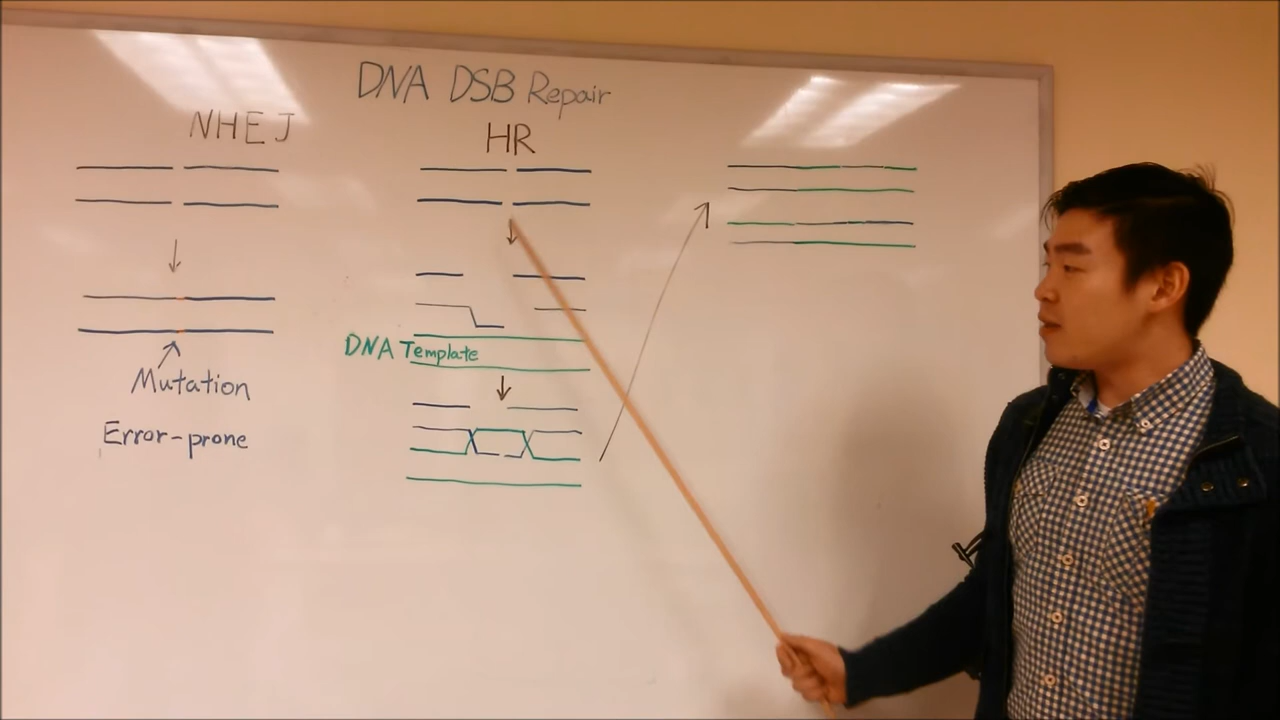 DNA DSB Repair
NHEJ
HR
DNA Template
Mutation
Error-prone